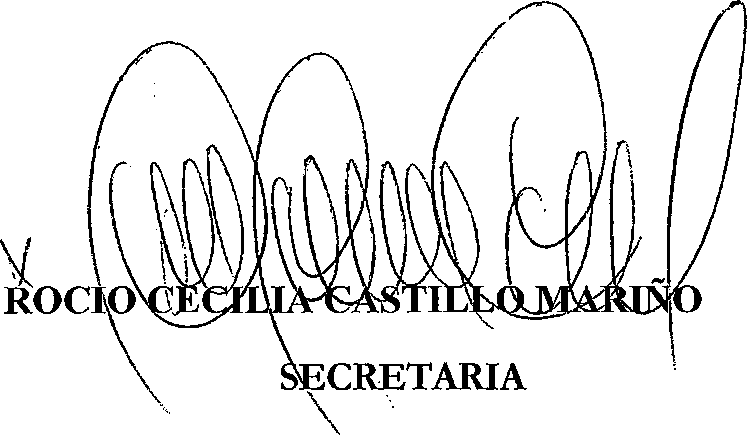 ROCIO CECILIA CASTILLO MARIÑO
SECRETARIA